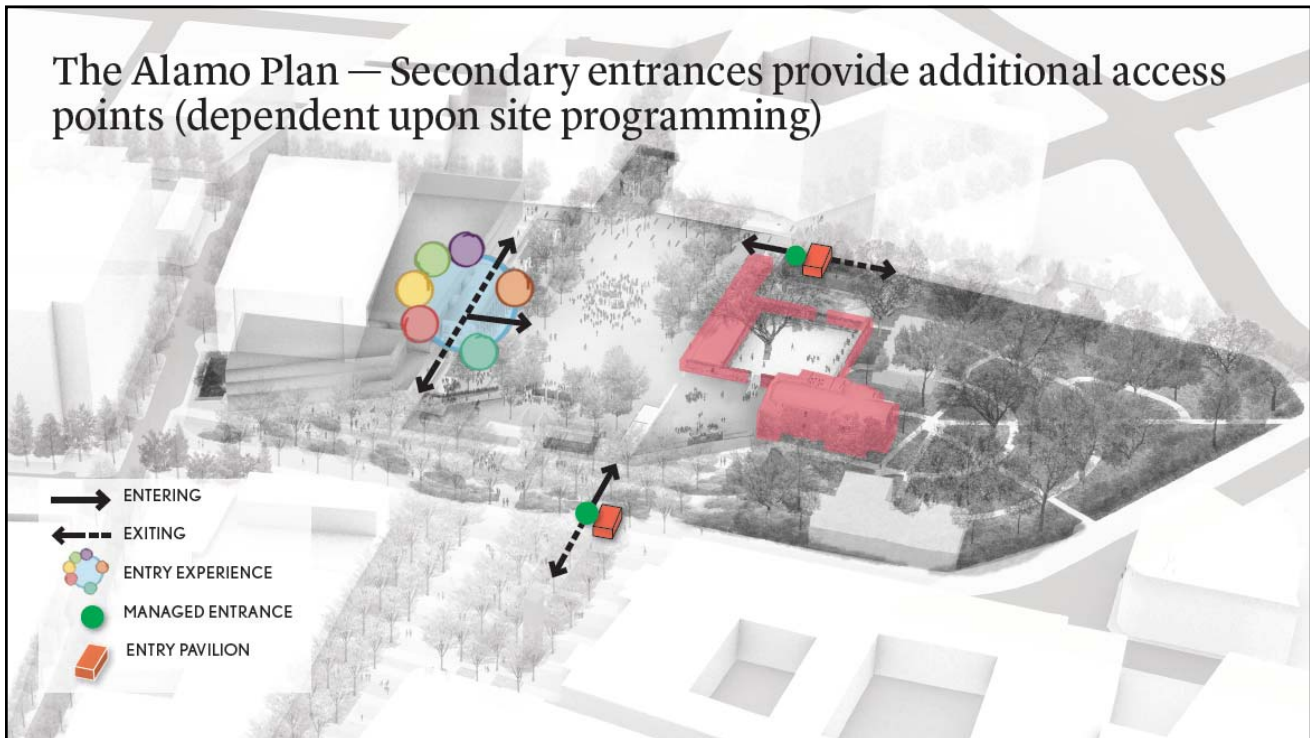 The Alamo Plan — Secondary entrances provide additional access
points (dependent upon site programming)
ENTERING
EXITING
ENTRY EXPERIENCE
MANAGED ENTRANCE
ENTRY PAVILION